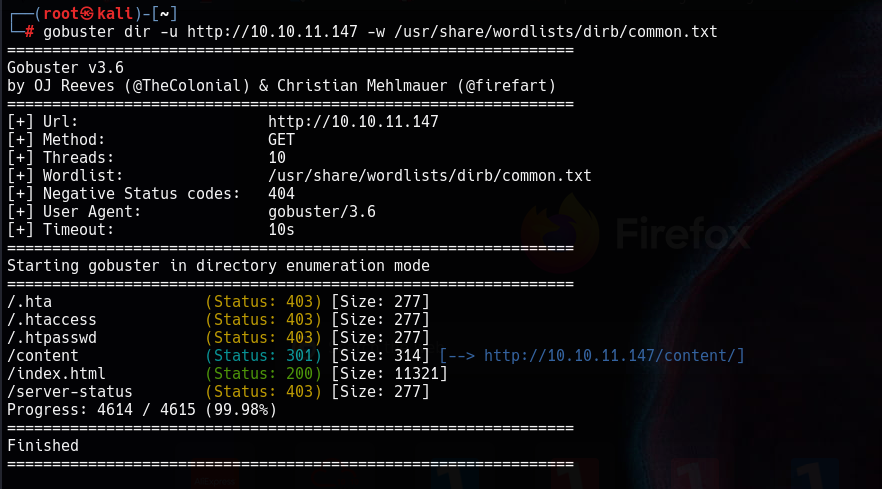 ┌──(root㉿kali)-[~]
└─# gobuster dir -u http://10.10.11.147 -w /usr/share/wordlists/dirb/common.txt
===============================================================
Gobuster v3.6
by OJ Reeves (@TheColonial) & Christian Mehlmauer (@firefart)
===============================================================
[+] Url:                     http://10.10.11.147
[+] Method:                  GET
[+] Threads:                 10
[+] Wordlist:                /usr/share/wordlists/dirb/common.txt
[+] Negative Status codes:   404
[+] User Agent:              gobuster/3.6
[+] Timeout:                 10s
===============================================================
Starting gobuster in directory enumeration mode
===============================================================
/.hta                 (Status: 403) [Size: 277]
/.htaccess            (Status: 403) [Size: 277]
/.htpasswd            (Status: 403) [Size: 277]
/content              (Status: 301) [Size: 314] [--> http://10.10.11.147/content/]
/index.html           (Status: 200) [Size: 11321]
/server-status        (Status: 403) [Size: 277]
Progress: 4614 / 4615 (99.98%)
===============================================================
Finished
===============================================================
Firefox